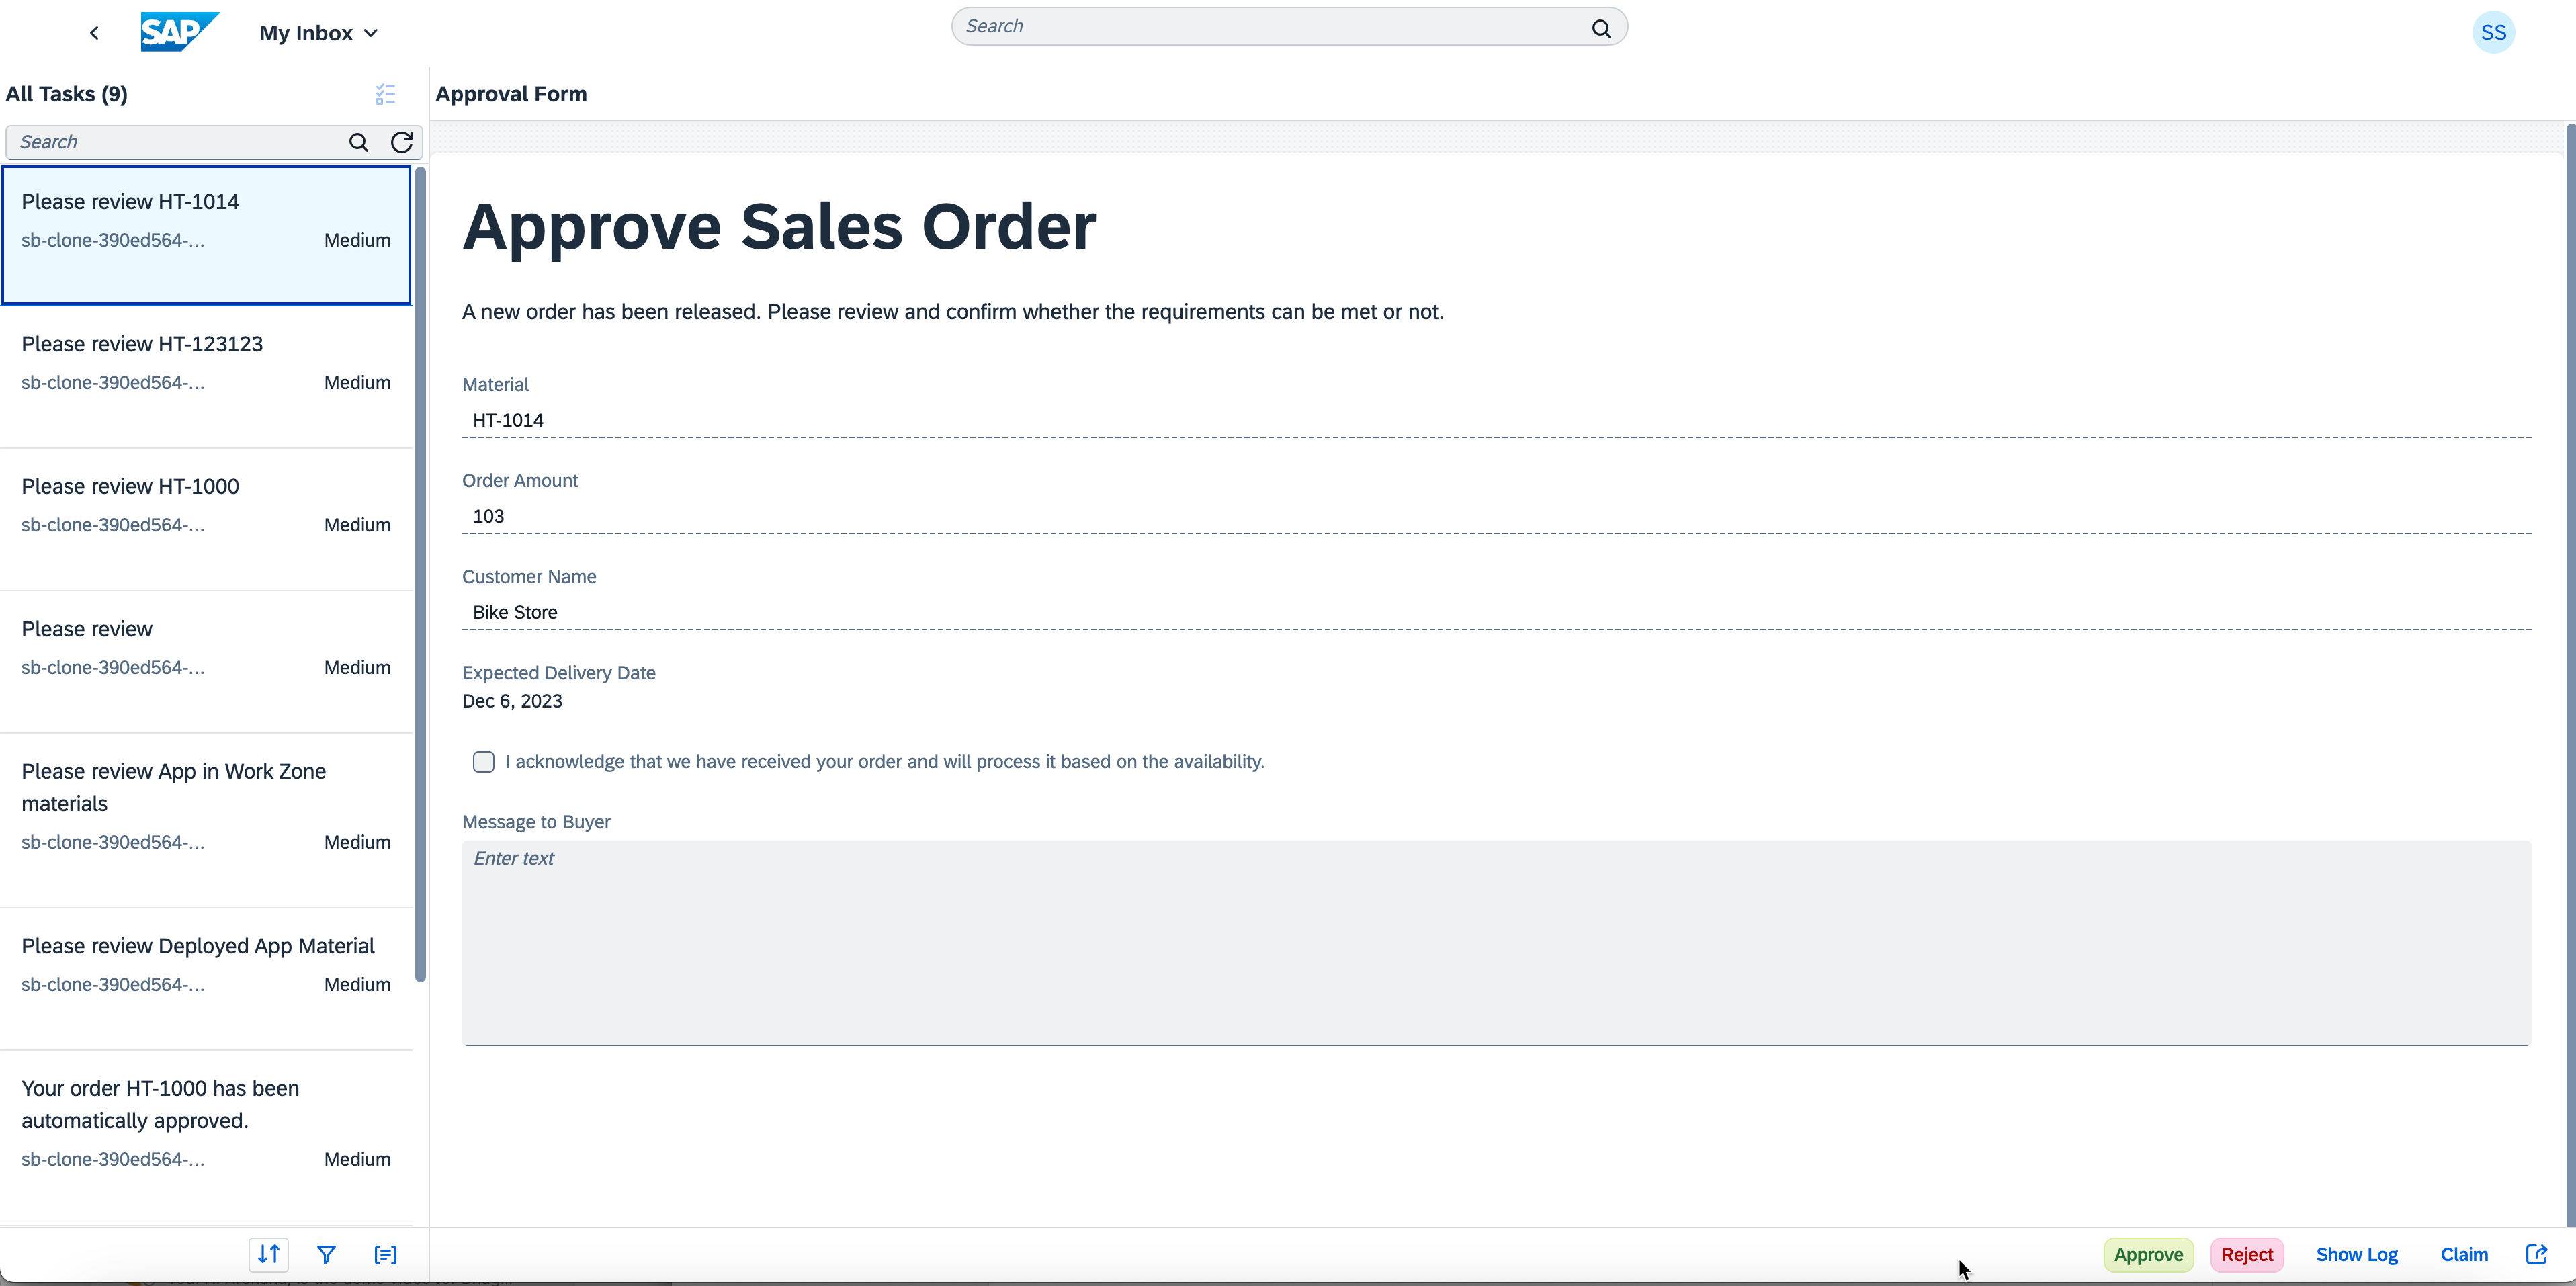 SAP
My Inbox
Search
SS
All Tasks (9)
Search
Please review HT-1014
sb-clone-390ed564-... Medium
Please review HT-123123
sb-clone-390ed564-... Medium
Please review HT-1000
sb-clone-390ed564-... Medium
Please review
sb-clone-390ed564-... Medium
Please review App in Work Zone
materials
sb-clone-390ed564-... Medium
Please review Deployed App Material
sb-clone-390ed564-... Medium
Your order HT-1000 has been
automatically approved.
sb-clone-390ed564-... Medium
Approval Form
Approve Sales Order
A new order has been released. Please review and confirm whether the requirements can be met or not.
Material
HT-1014
Order Amount
103
Customer Name
Bike Store
Expected Delivery Date
Dec 6, 2023
I acknowledge that we have received your order and will process it based on the availability.
Message to Buyer
Enter text
Approve Reject Show Log Claim